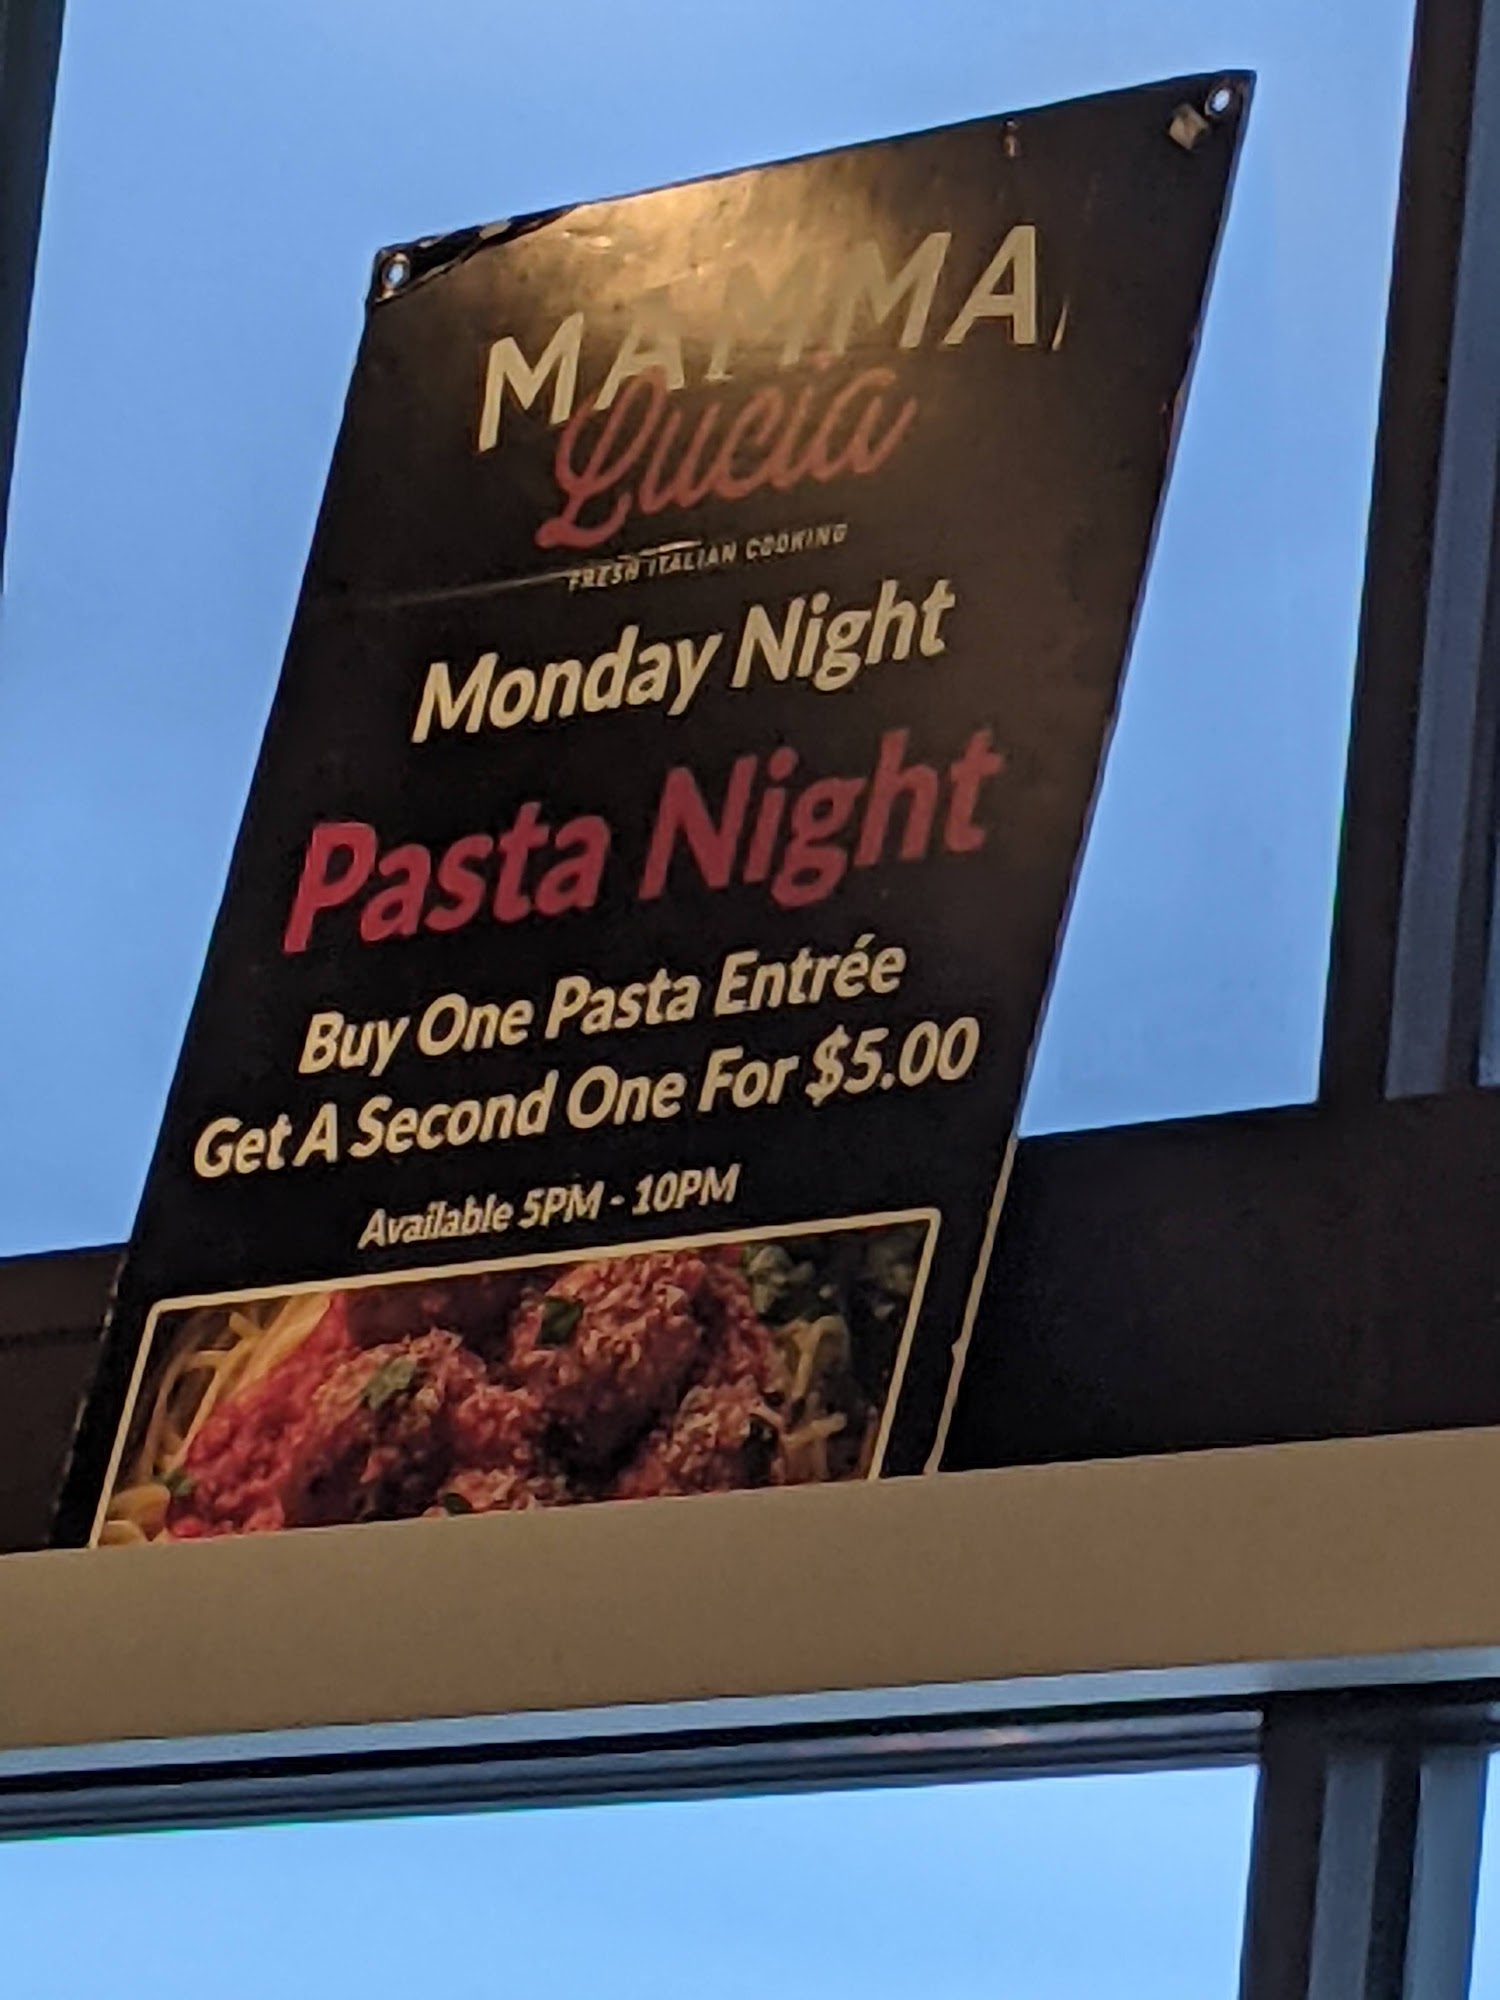 MAMMA
Lucia
FRESH ITALIAN COOKING
Monday Night
Pasta Night
Buy One Pasta Entrée
Get A Second One For $5.00
Available 5PM - 10PM